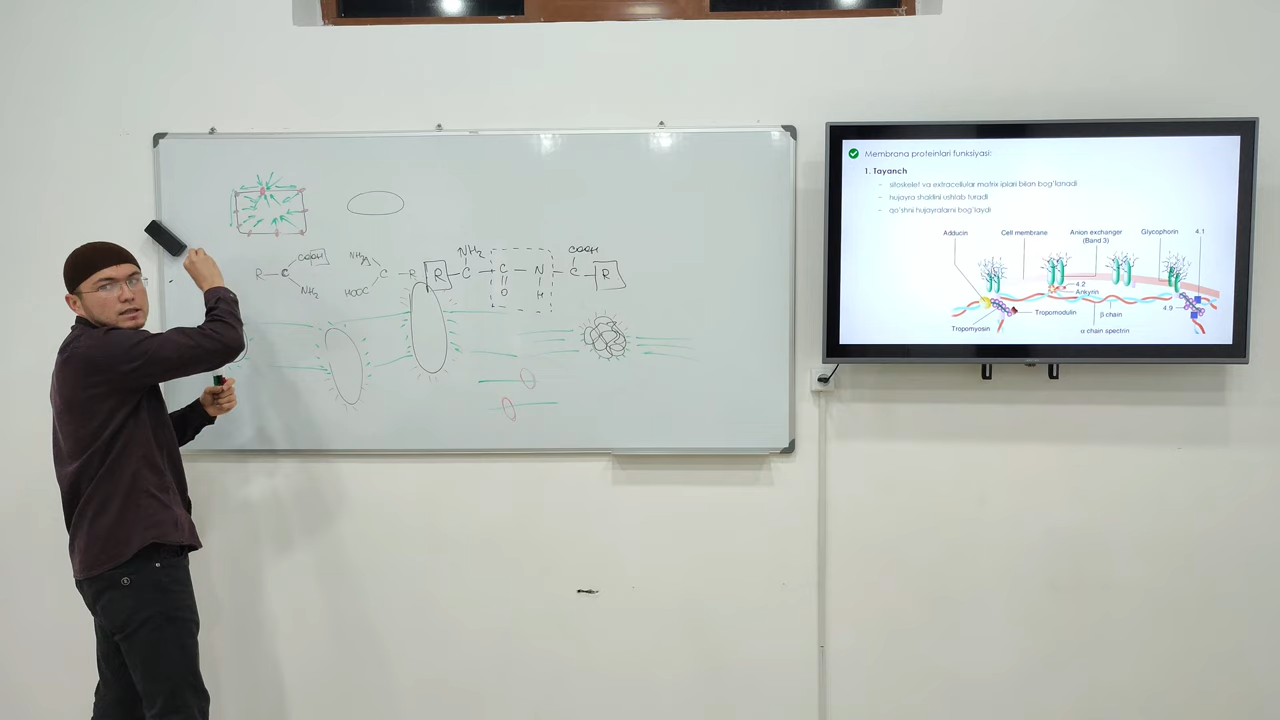 COOH
R—C
NH₂
NH₂
C—R
HOOC
NH₂
COOH
R—C—C—N—C—R
O
H
Membrana proteinlari funksiyasi:
1. Tayanch
- sitoskelet va extracellular matrix iplari bilan bog'lanadi
- hujayra shaklini ushlab turadi
- qo'shni hujayralarni bog'laydi
Adducin
Cell membrane
Anion exchanger
(Band 3)
Glycophorin
4.1
4.2
Ankyrin
4.9
Tropomodulin
β chain
Tropomyosin
α chain spectrin